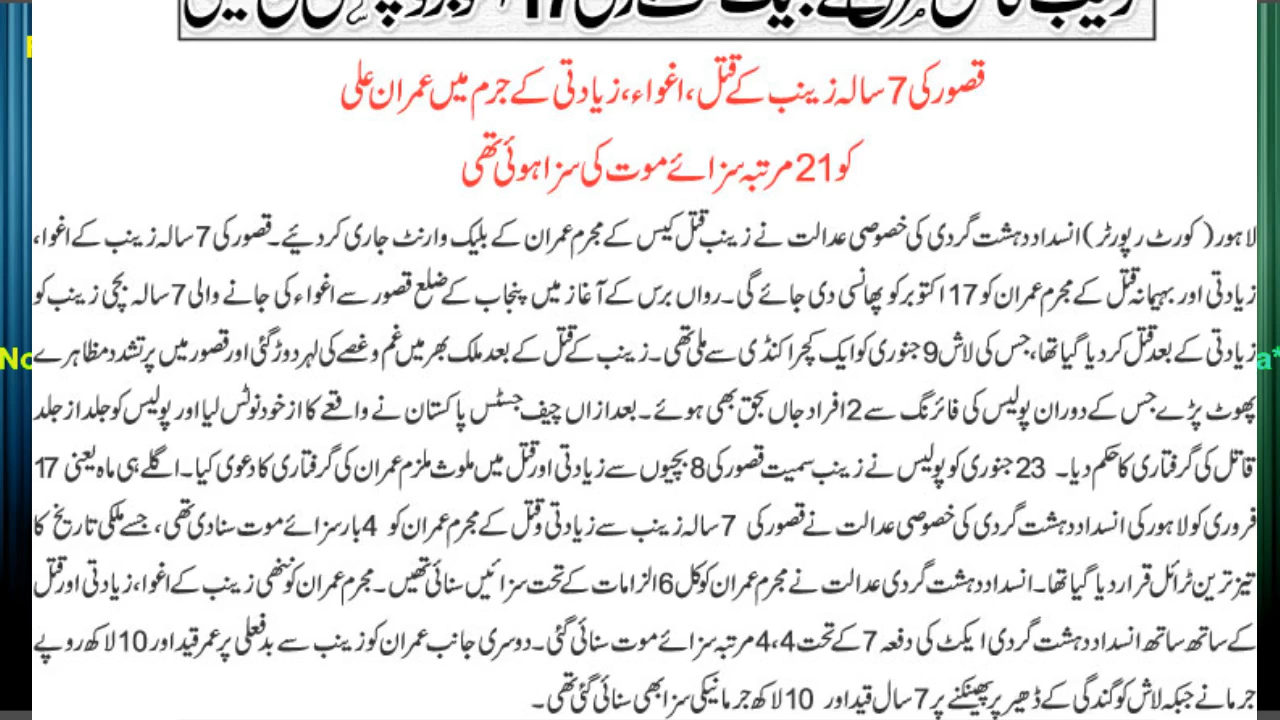 17
قصور کی 7 سالہ زینب کے قتل، اغواء، زیادتی کے جرم میں عمران علی
کو 21 مرتبہ سزائے موت کی سزا ہوئی تھی
لاہور (کورٹ رپورٹر) انسداد دہشت گردی کی خصوصی عدالت نے زینب قتل کیس کے مجرم عمران کے بلیک وارنٹ جاری کر دیئے۔ قصور کی 7 سالہ زینب کے اغوا،
زیادتی اور بہیمانہ قتل کے مجرم عمران کو 17 اکتوبر کو پھانسی دی جائے گی۔ رواں برس کے آغاز میں پنجاب کے ضلع قصور سے اغواء کی جانے والی 7 سالہ بچی زینب کو
زیادتی کے بعد قتل کر دیا گیا تھا، جس کی لاش 9 جنوری کو ایک کچرا کنڈی سے ملی تھی۔ زینب کے قتل کے بعد ملک بھر میں غم و غصے کی لہر دوڑ گئی اور قصور میں پر تشدد مظاہرے
پھوٹ پڑے جس کے دوران پولیس کی فائرنگ سے 2 افراد جاں بحق بھی ہوئے۔ بعد ازاں چیف جسٹس پاکستان نے واقعے کا از خود نوٹس لیا اور پولیس کو جلد از جلد
قاتل کی گرفتاری کا حکم دیا۔ 23 جنوری کو پولیس نے زینب سمیت قصور کی 8 بچیوں سے زیادتی اور قتل میں ملوث ملزم عمران کی گرفتاری کا دعویٰ کیا۔ اگلے ہی ماہ یعنی 17
فروری کو لاہور کی انسداد دہشت گردی کی خصوصی عدالت نے قصور کی 7 سالہ زینب سے زیادتی و قتل کے مجرم عمران کو 4 بار سزائے موت سنا دی تھی، جسے ملکی تاریخ کا
تیز ترین ٹرائل قرار دیا گیا تھا۔ انسداد دہشت گردی عدالت نے مجرم عمران کو کل 6 الزامات کے تحت سزائیں سنائی تھیں۔ مجرم عمران کو ننھی زینب کے اغوا، زیادتی اور قتل
کے ساتھ ساتھ انسداد دہشت گردی ایکٹ کی دفعہ 7 کے تحت 4،4 مرتبہ سزائے موت سنائی گئی۔ دوسری جانب عمران کو زینب سے بدفعلی پر عمر قید اور 10 لاکھ روپے
جرمانے جبکہ لاش کو گندگی کے ڈھیر پر پھینکنے پر 7 سال قید اور 10 لاکھ جرمانیکی سزا بھی سنائی گئی تھی۔
No
a*